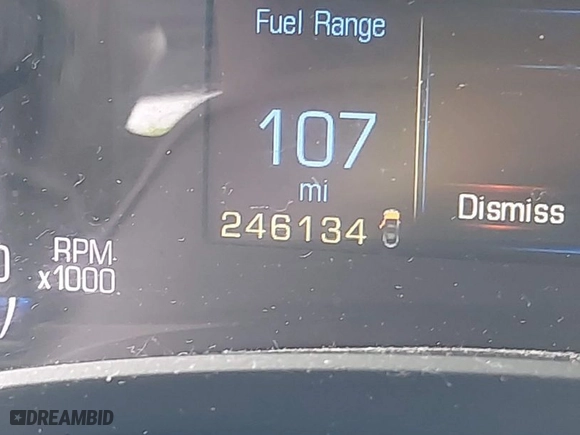 Fuel Range
107
mi
246134
Dismiss
RPM
x1000
DREAMBID